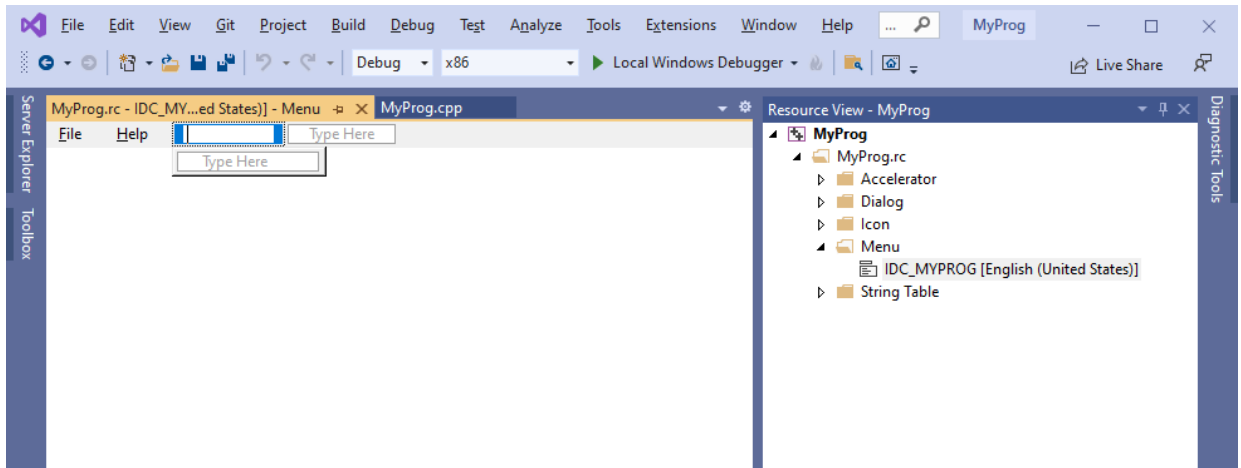 File Edit View Git Project Build Debug Test Analyze Tools Extensions Window Help ... MyProg
Debug x86 Local Windows Debugger Live Share
MyProg.rc - IDC_MY...ed States)] - Menu MyProg.cpp
File Help Type Here
Type Here
Server Explorer
Toolbox
Resource View - MyProg
MyProg
MyProg.rc
Accelerator
Dialog
Icon
Menu
IDC_MYPROG [English (United States)]
String Table
Diagnostic Tools